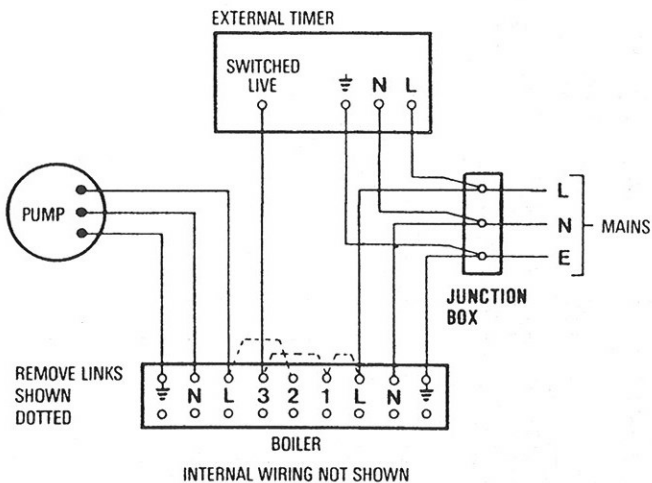 EXTERNAL TIMER
SWITCHED
LIVE
N L
PUMP
L
N
E
MAINS
JUNCTION
BOX
REMOVE LINKS
SHOWN
DOTTED
N L 3 2 1 L N
BOILER
INTERNAL WIRING NOT SHOWN